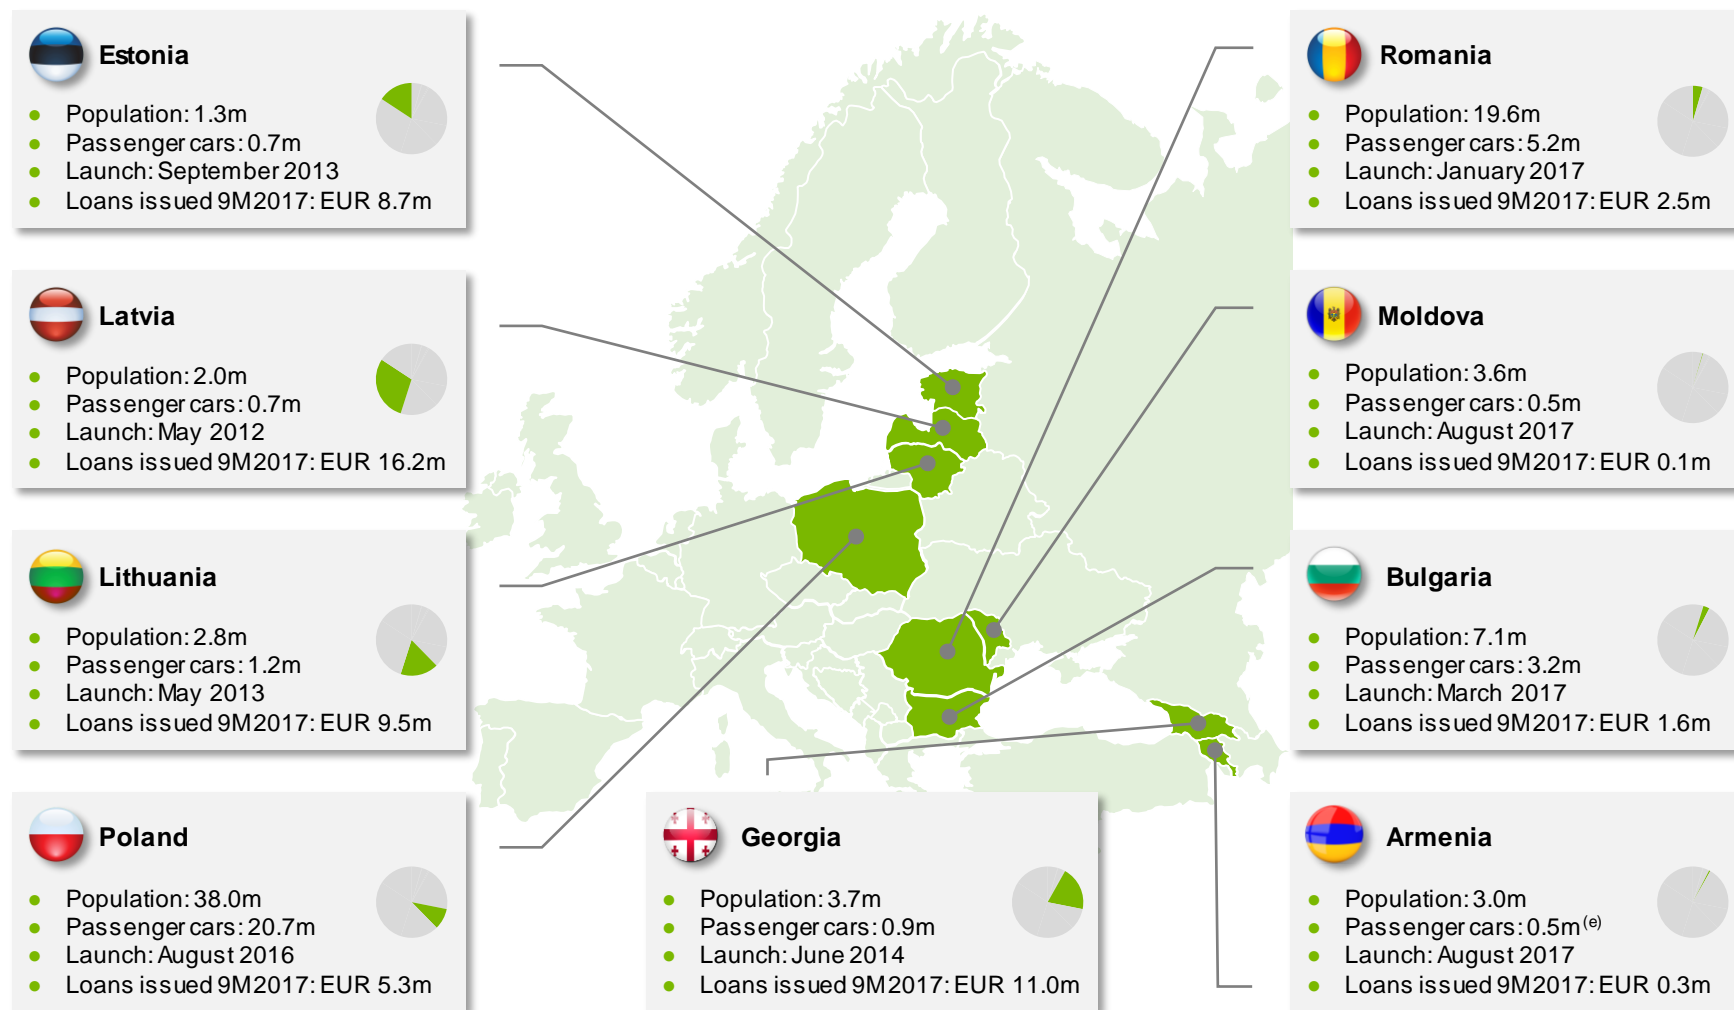 Estonia
• Population: 1.3m
• Passenger cars: 0.7m
• Launch: September 2013
• Loans issued 9M2017: EUR 8.7m
Latvia
• Population: 2.0m
• Passenger cars: 0.7m
• Launch: May 2012
• Loans issued 9M2017: EUR 16.2m
Lithuania
• Population: 2.8m
• Passenger cars: 1.2m
• Launch: May 2013
• Loans issued 9M2017: EUR 9.5m
Poland
• Population: 38.0m
• Passenger cars: 20.7m
• Launch: August 2016
• Loans issued 9M2017: EUR 5.3m
Georgia
• Population: 3.7m
• Passenger cars: 0.9m
• Launch: June 2014
• Loans issued 9M2017: EUR 11.0m
Romania
• Population: 19.6m
• Passenger cars: 5.2m
• Launch: January 2017
• Loans issued 9M2017: EUR 2.5m
Moldova
• Population: 3.6m
• Passenger cars: 0.5m
• Launch: August 2017
• Loans issued 9M2017: EUR 0.1m
Bulgaria
• Population: 7.1m
• Passenger cars: 3.2m
• Launch: March 2017
• Loans issued 9M2017: EUR 1.6m
Armenia
• Population: 3.0m
• Passenger cars: 0.5m(e)
• Launch: August 2017
• Loans issued 9M2017: EUR 0.3m